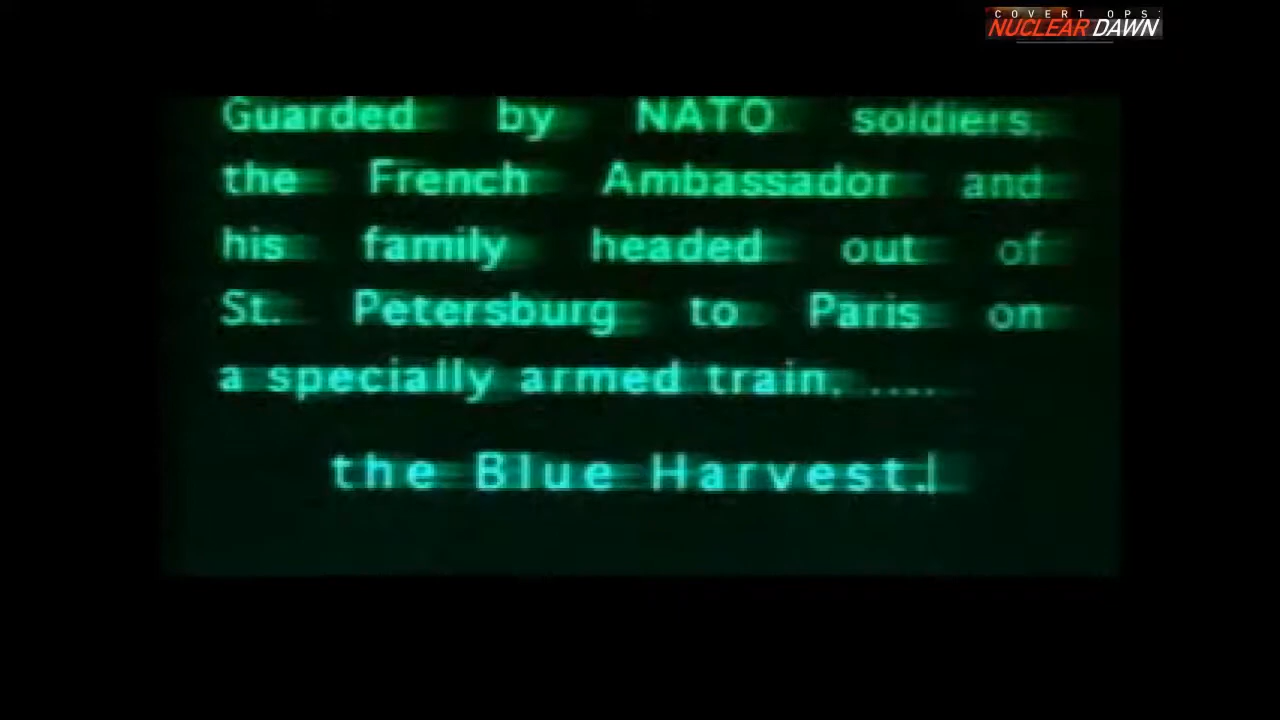 COVERT OPS
NUCLEAR DAWN
Guarded by NATO soldiers,
the French Ambassador and
his family headed out of
St. Petersburg to Paris on
a specially armed train. ....
the Blue Harvest.